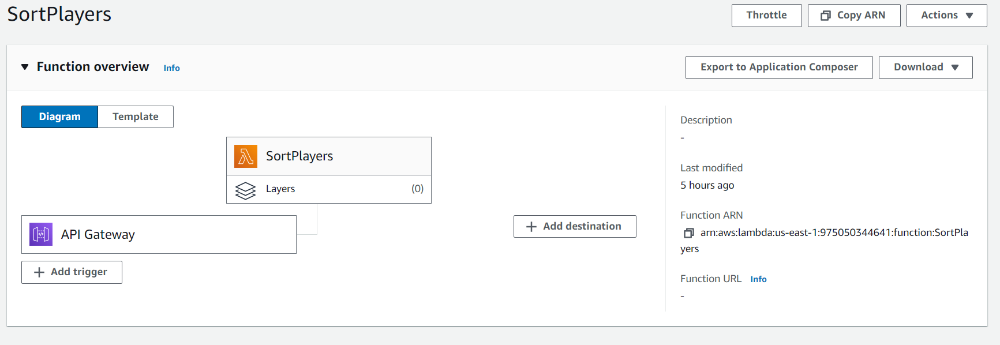 SortPlayers
Throttle
Copy ARN
Actions
Function overview
Info
Export to Application Composer
Download
Diagram
Template
SortPlayers
Layers
(0)
API Gateway
Add trigger
Add destination
Description
-
Last modified
5 hours ago
Function ARN
arn:aws:lambda:us-east-1:975050344641:function:SortPla
yers
Function URL
Info
-